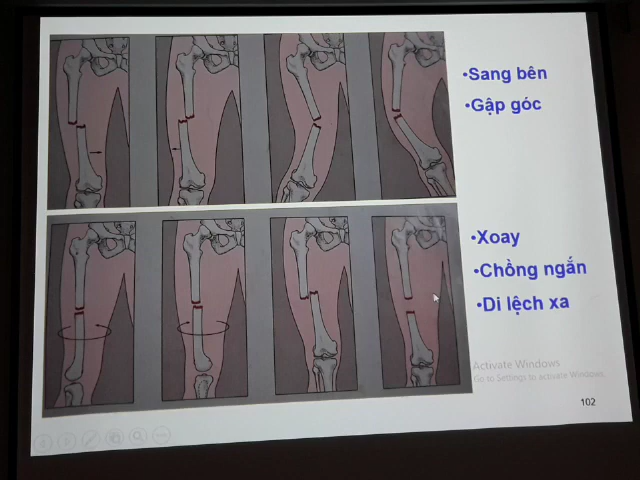 •Sang bên
•Gập góc
•Xoay
•Chồng ngắn
•Di lệch xa
Activate Windows
Go to Settings to activate Windows.
102